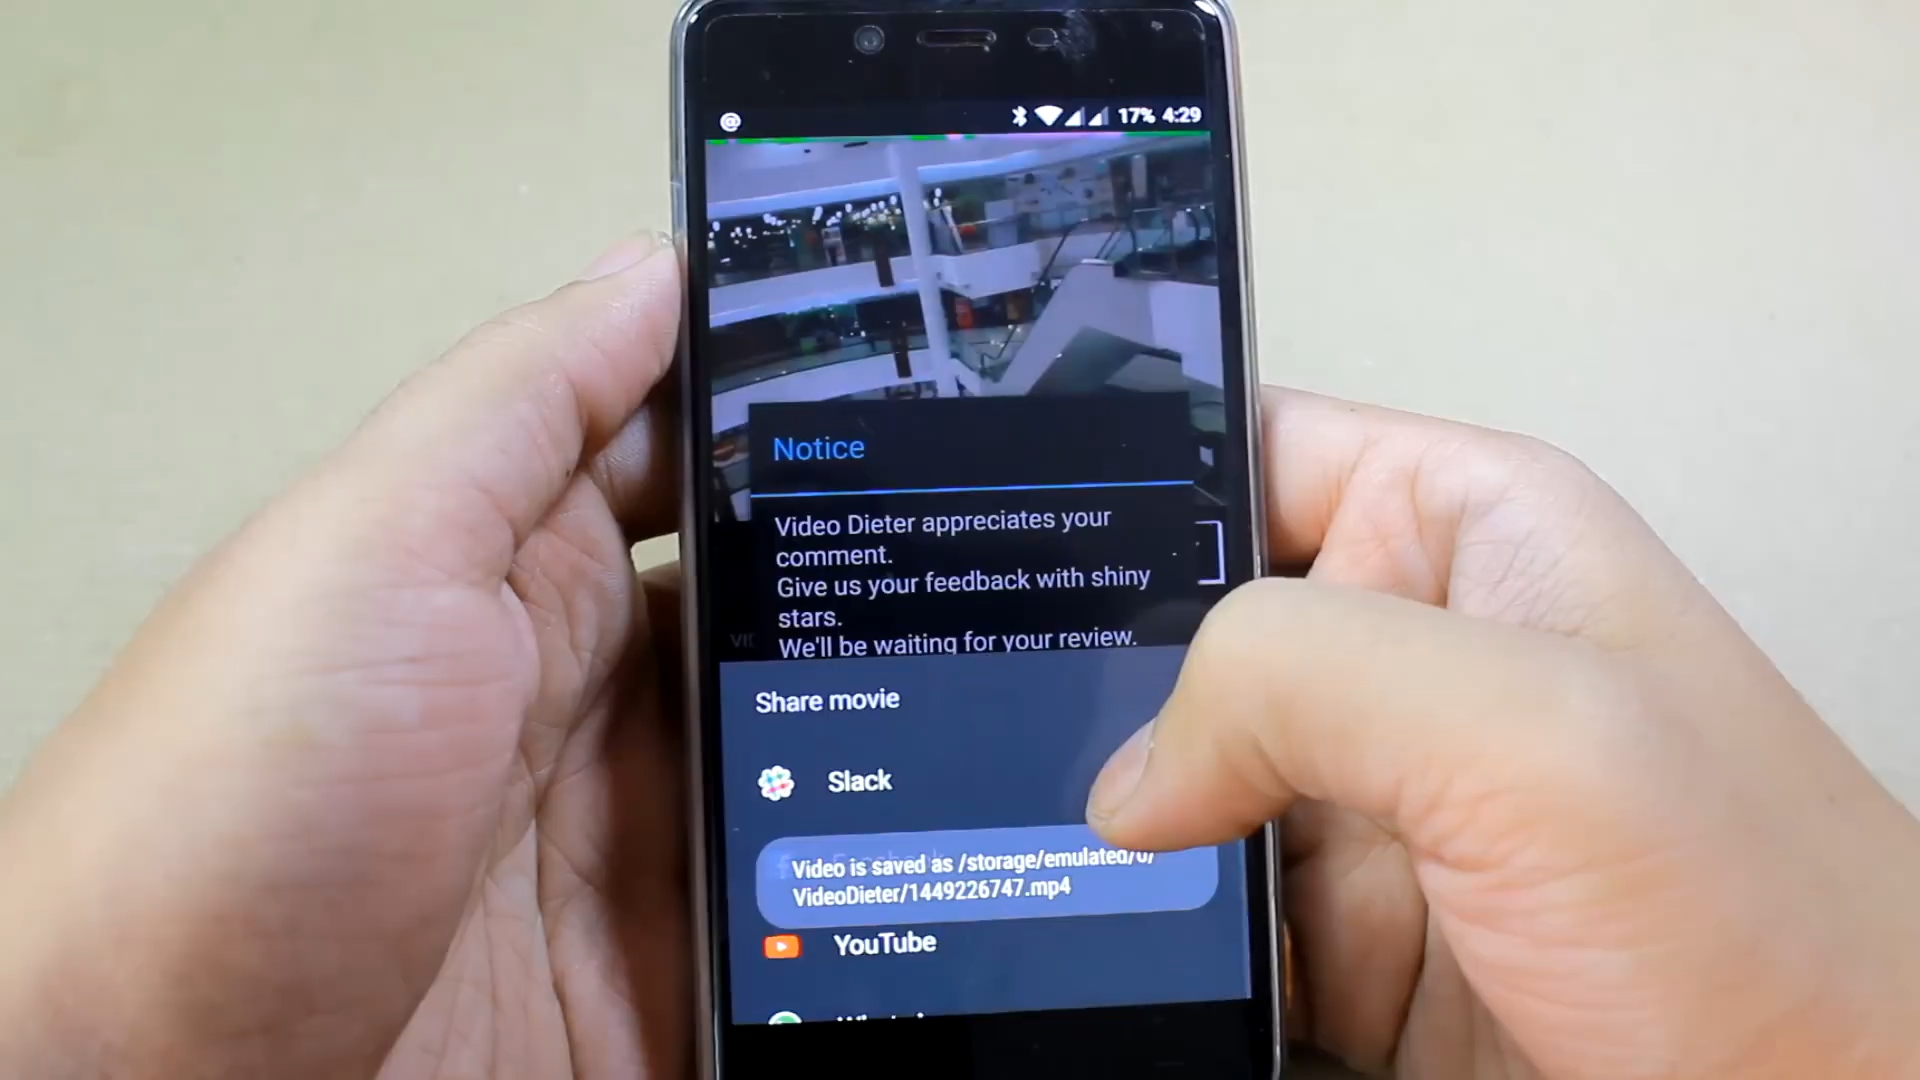 17% 4:29
Notice
Video Dieter appreciates your
comment.
Give us your feedback with shiny
stars.
We'll be waiting for your review.
Share movie
Slack
Video is saved as /storage/emulated/0/
VideoDieter/1449226747.mp4
YouTube